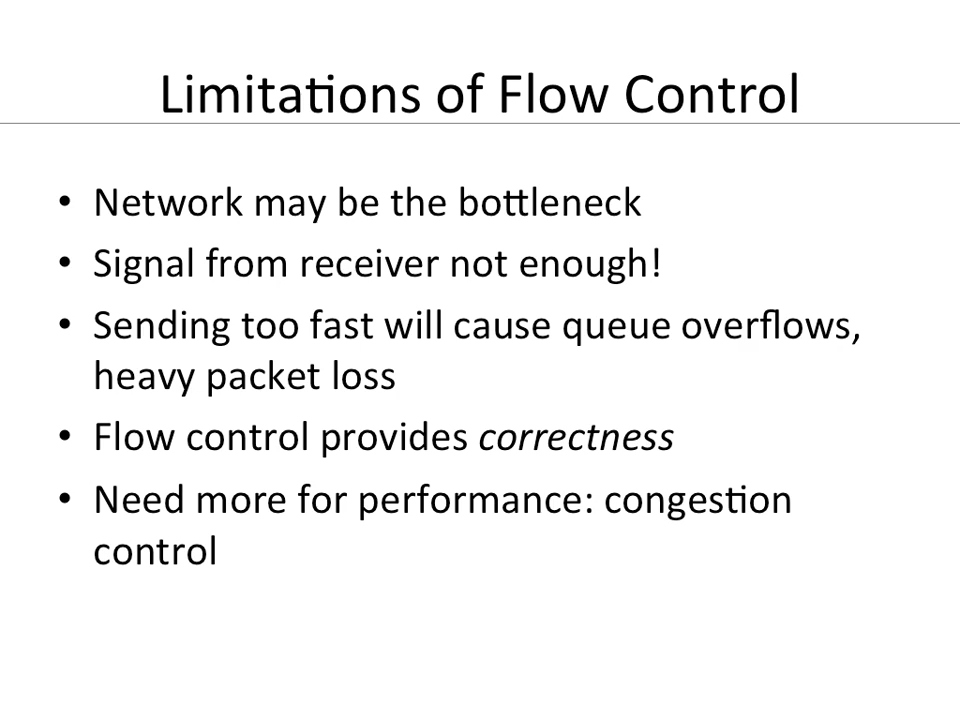 Limitations of Flow Control
• Network may be the bottleneck
• Signal from receiver not enough!
• Sending too fast will cause queue overflows,
heavy packet loss
• Flow control provides correctness
• Need more for performance: congestion
control